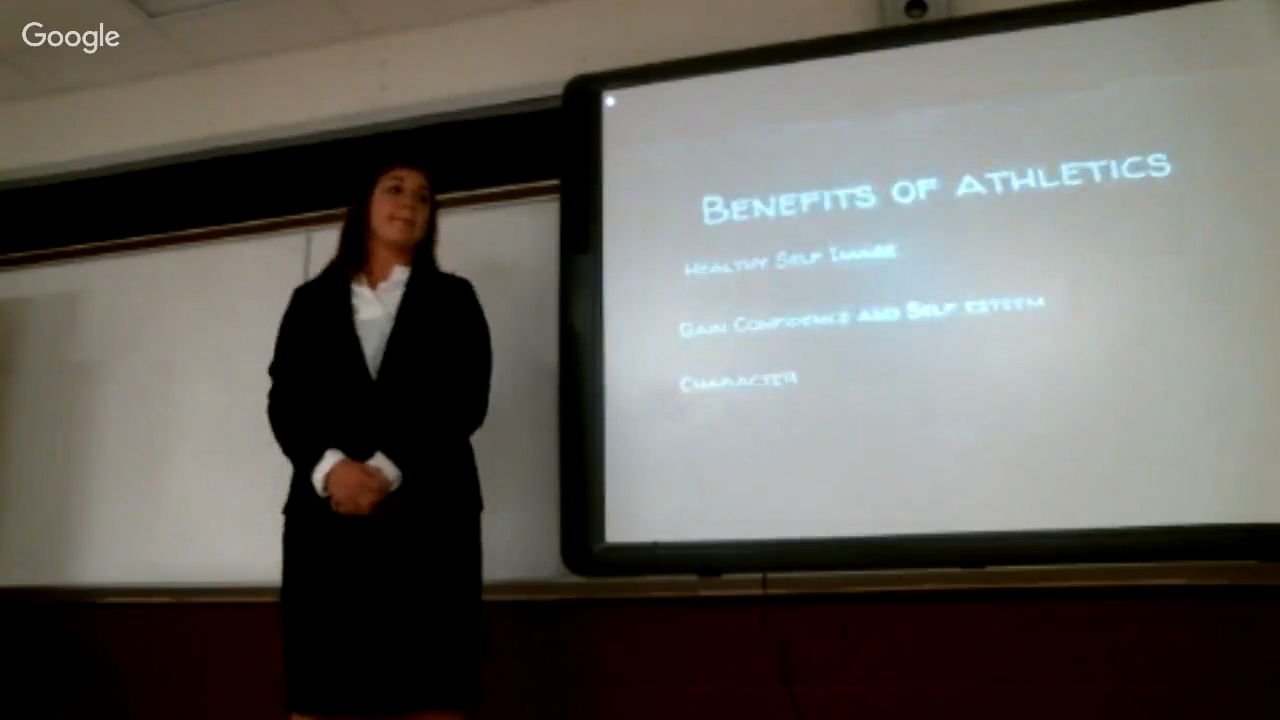 Google
BENEFITS OF ATHLETICS
HEALTHY SELF IMAGE
GAIN CONFIDENCE AND SELF ESTEEM
CHARACTER